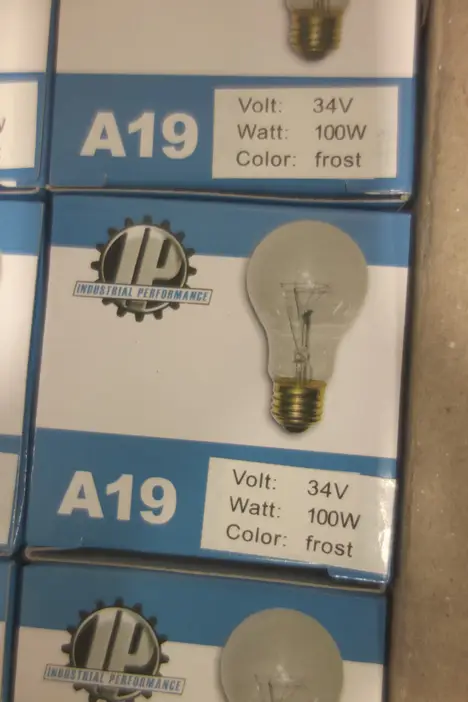 A19
Volt: 34V
Watt: 100W
Color: frost
IP
INDUSTRIAL PERFORMANCE
A19
Volt: 34V
Watt: 100W
Color: frost
IP
INDUSTRIAL PERFORMANCE